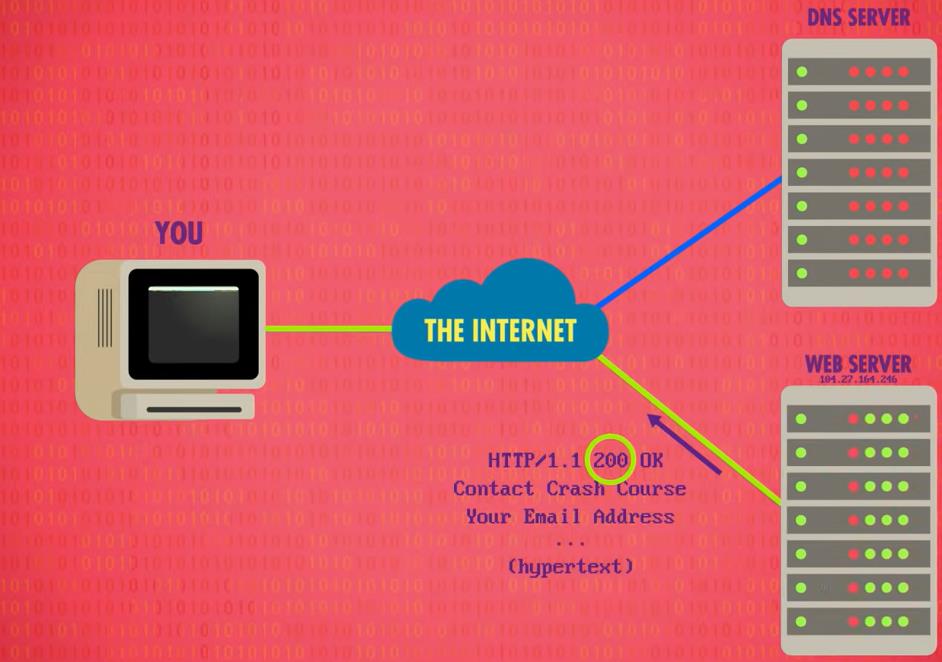 DNS SERVER
YOU
THE INTERNET
WEB SERVER
104.27.164.246
HTTP/1.1 200 OK
Contact Crash Course
Your Email Address
...
(hypertext)